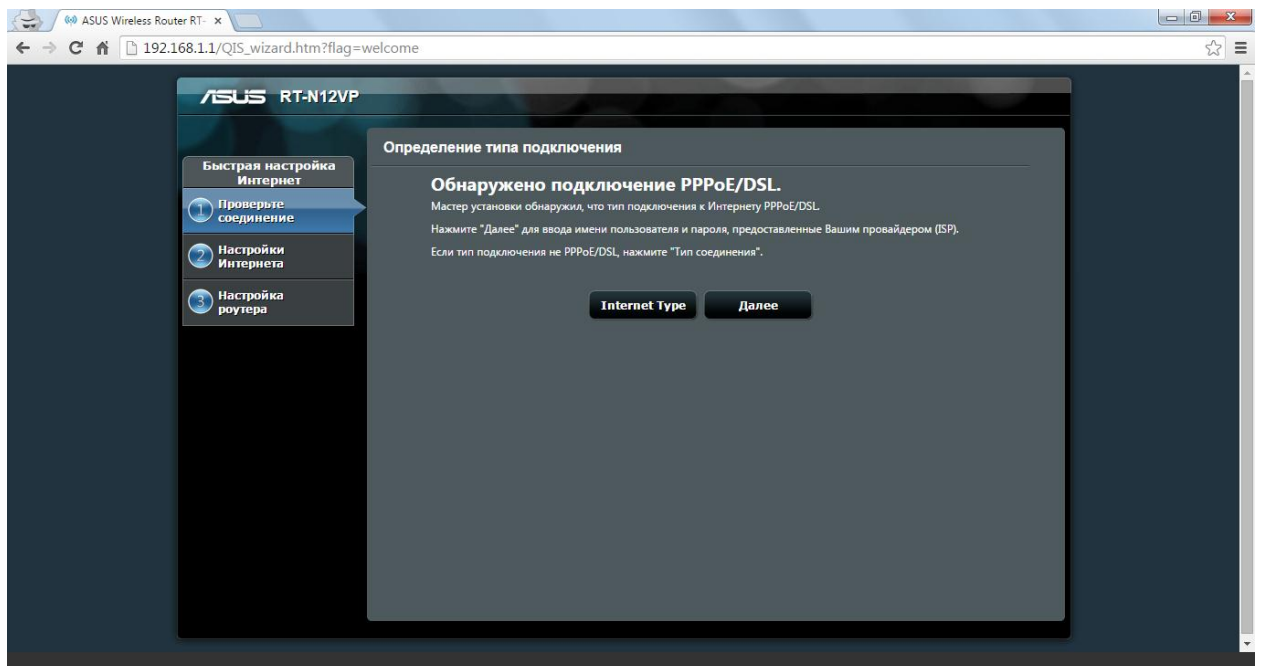 ASUS Wireless Router RT-
192.168.1.1/QIS_wizard.htm?flag=welcome
ASUS RT-N12VP
Быстрая настройка
Интернет
1 Проверьте
соединение
2 Настройки
Интернета
3 Настройка
роутера
Определение типа подключения
Обнаружено подключение PPPoE/DSL.
Мастер установки обнаружил, что тип подключения к Интернету PPPoE/DSL.
Нажмите "Далее" для ввода имени пользователя и пароля, предоставленные Вашим провайдером (ISP).
Если тип подключения не PPPoE/DSL, нажмите "Тип соединения".
Internet Type Далее